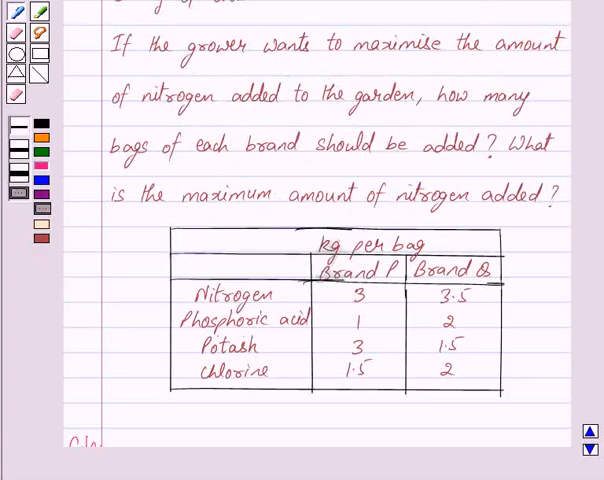 If the grower wants to maximise the amount
of nitrogen added to the garden, how many
bags of each brand should be added? What
is the maximum amount of nitrogen added?
kg per bag
Brand P Brand Q
Nitrogen 3 3.5
Phosphoric acid 1 2
Potash 3 1.5
Chlorine 1.5 2